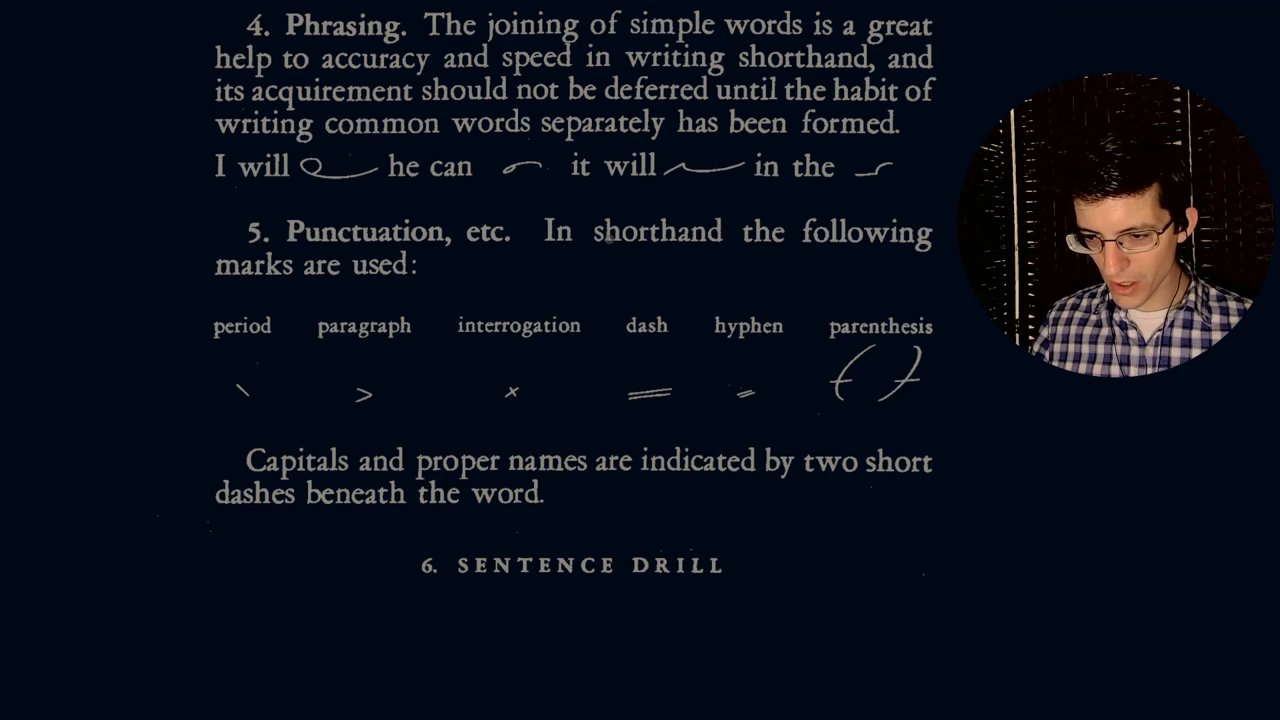 4. Phrasing. The joining of simple words is a great
help to accuracy and speed in writing shorthand, and
its acquirement should not be deferred until the habit of
writing common words separately has been formed.
I will he can it will in the
5. Punctuation, etc. In shorthand the following
marks are used:
period paragraph interrogation dash hyphen parenthesis
Capitals and proper names are indicated by two short
dashes beneath the word.
6. SENTENCE DRILL